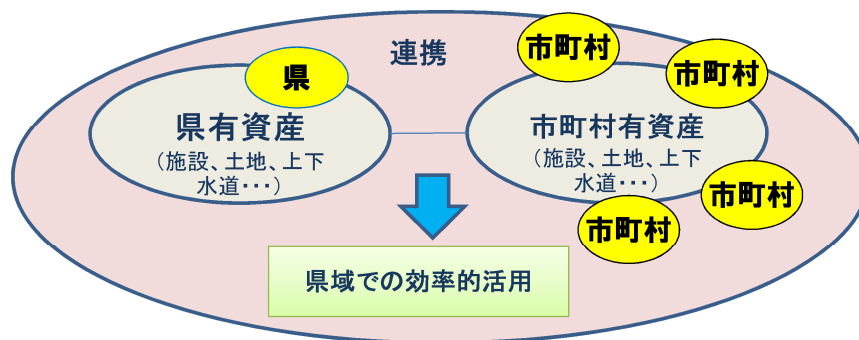 連携
県
県有資産
（施設、土地、上下
水道・・・）
市町村
市町村
市町村有資産
（施設、土地、上下
水道・・・）
市町村
市町村
県域での効率的活用